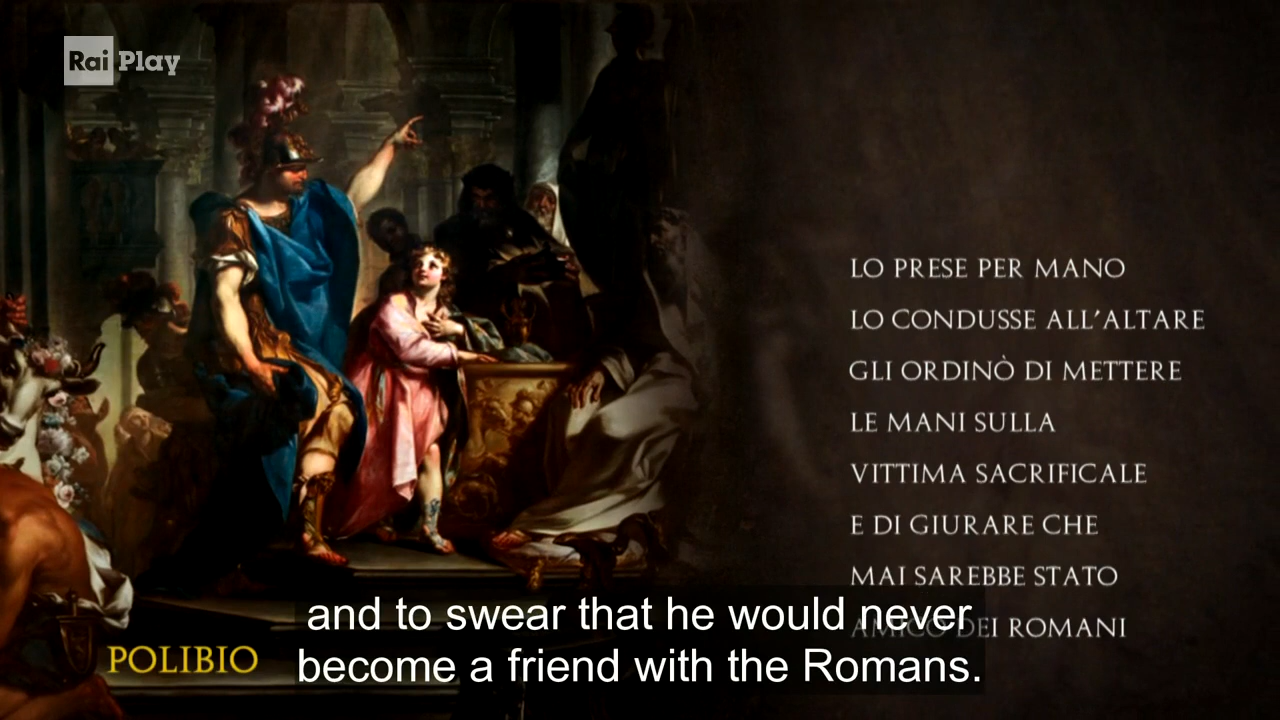 Rai Play
LO PRESE PER MANO
LO CONDUSSE ALL'ALTARE
GLI ORDINÒ DI METTERE
LE MANI SULLA
VITTIMA SACRIFICALE
E DI GIURARE CHE
MAI SAREBBE STATO
AMICO DEI ROMANI
and to swear that he would never
become a friend with the Romans.
POLIBIO